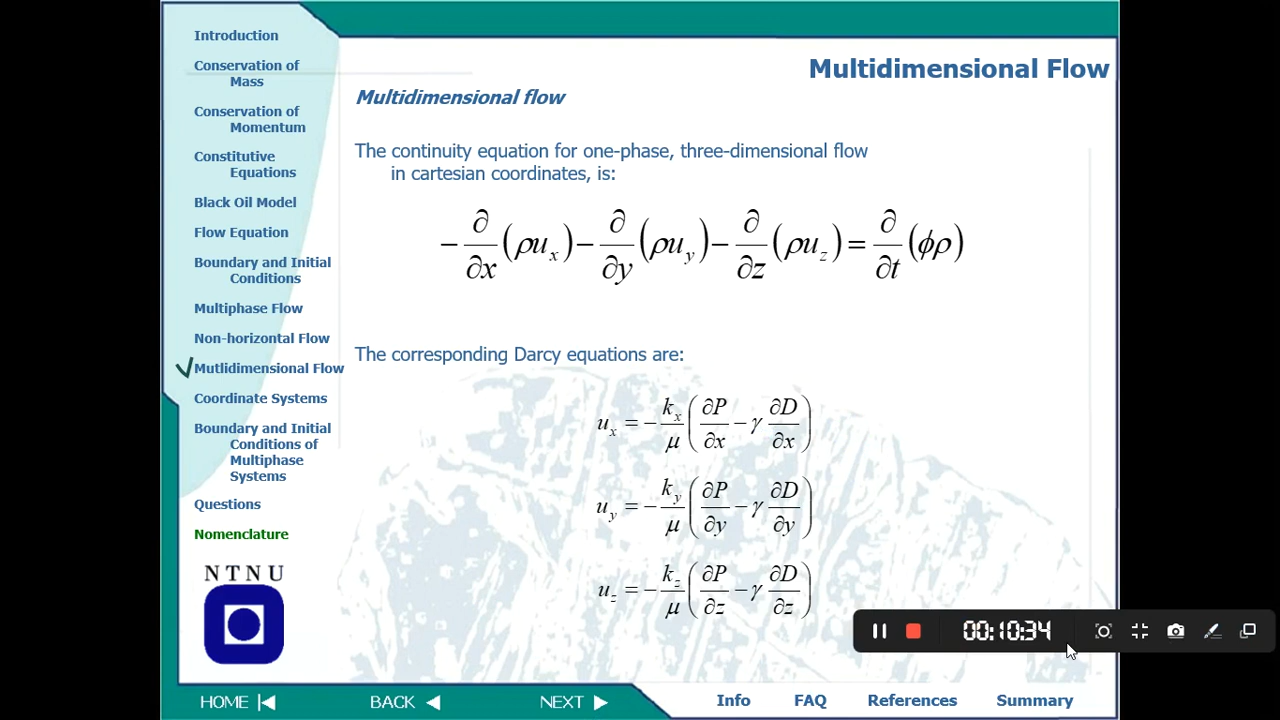 Introduction
Conservation of
Mass
Conservation of
Momentum
Constitutive
Equations
Black Oil Model
Flow Equation
Boundary and Initial
Conditions
Multiphase Flow
Non-horizontal Flow
Mutlidimensional Flow
Coordinate Systems
Boundary and Initial
Conditions of
Multiphase
Systems
Questions
Nomenclature
NTNU
Multidimensional Flow
Multidimensional flow
The continuity equation for one-phase, three-dimensional flow
in cartesian coordinates, is:
−∂/∂x(ρu_x) − ∂/∂y(ρu_y) − ∂/∂z(ρu_z) = ∂/∂t(ϕρ)
The corresponding Darcy equations are:
u_x = −k_x/μ(∂P/∂x − γ ∂D/∂x)
u_y = −k_y/μ(∂P/∂y − γ ∂D/∂y)
u_z = −k_z/μ(∂P/∂z − γ ∂D/∂z)
00:10:34
HOME BACK NEXT Info FAQ References Summary